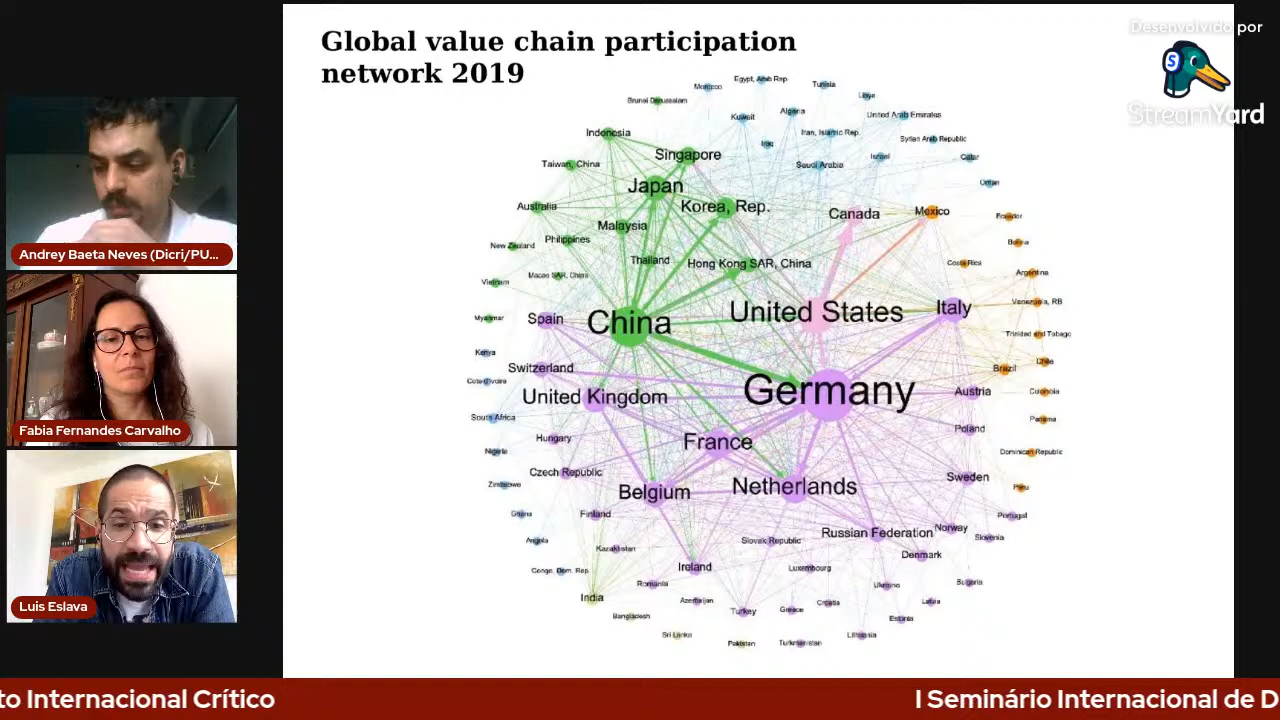 Global value chain participation
network 2019
Desenvolvido por
StreamYard
Egypt, Arab Rep.
Morocco
Tunisia
Libya
Brunei Darussalam
Kuwait
Algeria
United Arab Emirates
Indonesia
Iraq
Iran, Islamic Rep.
Syrian Arab Republic
Singapore
Taiwan, China
Saudi Arabia
Israel
Qatar
Japan
Oman
Australia
Korea, Rep.
Canada
Mexico
Ecuador
Malaysia
Philippines
New Zealand
Bolivia
Thailand
Hong Kong SAR, China
Costa Rica
Macao SAR, China
Argentina
Vietnam
Venezuela, RB
United States
Italy
Spain
China
Myanmar
Trinidad and Tobago
Kenya
Chile
Switzerland
Brazil
Cote d'Ivoire
Germany
United Kingdom
Austria
Colombia
South Africa
Panama
Poland
Hungary
France
Nigeria
Dominican Republic
Czech Republic
Sweden
Zimbabwe
Belgium
Netherlands
Peru
Ghana
Finland
Portugal
Russian Federation
Norway
Slovenia
Angola
Slovak Republic
Kazakhstan
Denmark
Congo, Dem. Rep.
Ireland
Luxembourg
Romania
Ukraine
Bulgaria
India
Azerbaijan
Croatia
Latvia
Bangladesh
Turkey
Greece
Estonia
Sri Lanka
Pakistan
Turkmenistan
Lithuania
Andrey Baeta Neves (Dicri/PU...
Fabia Fernandes Carvalho
Luis Eslava
to Internacional Crítico
I Seminário Internacional de D